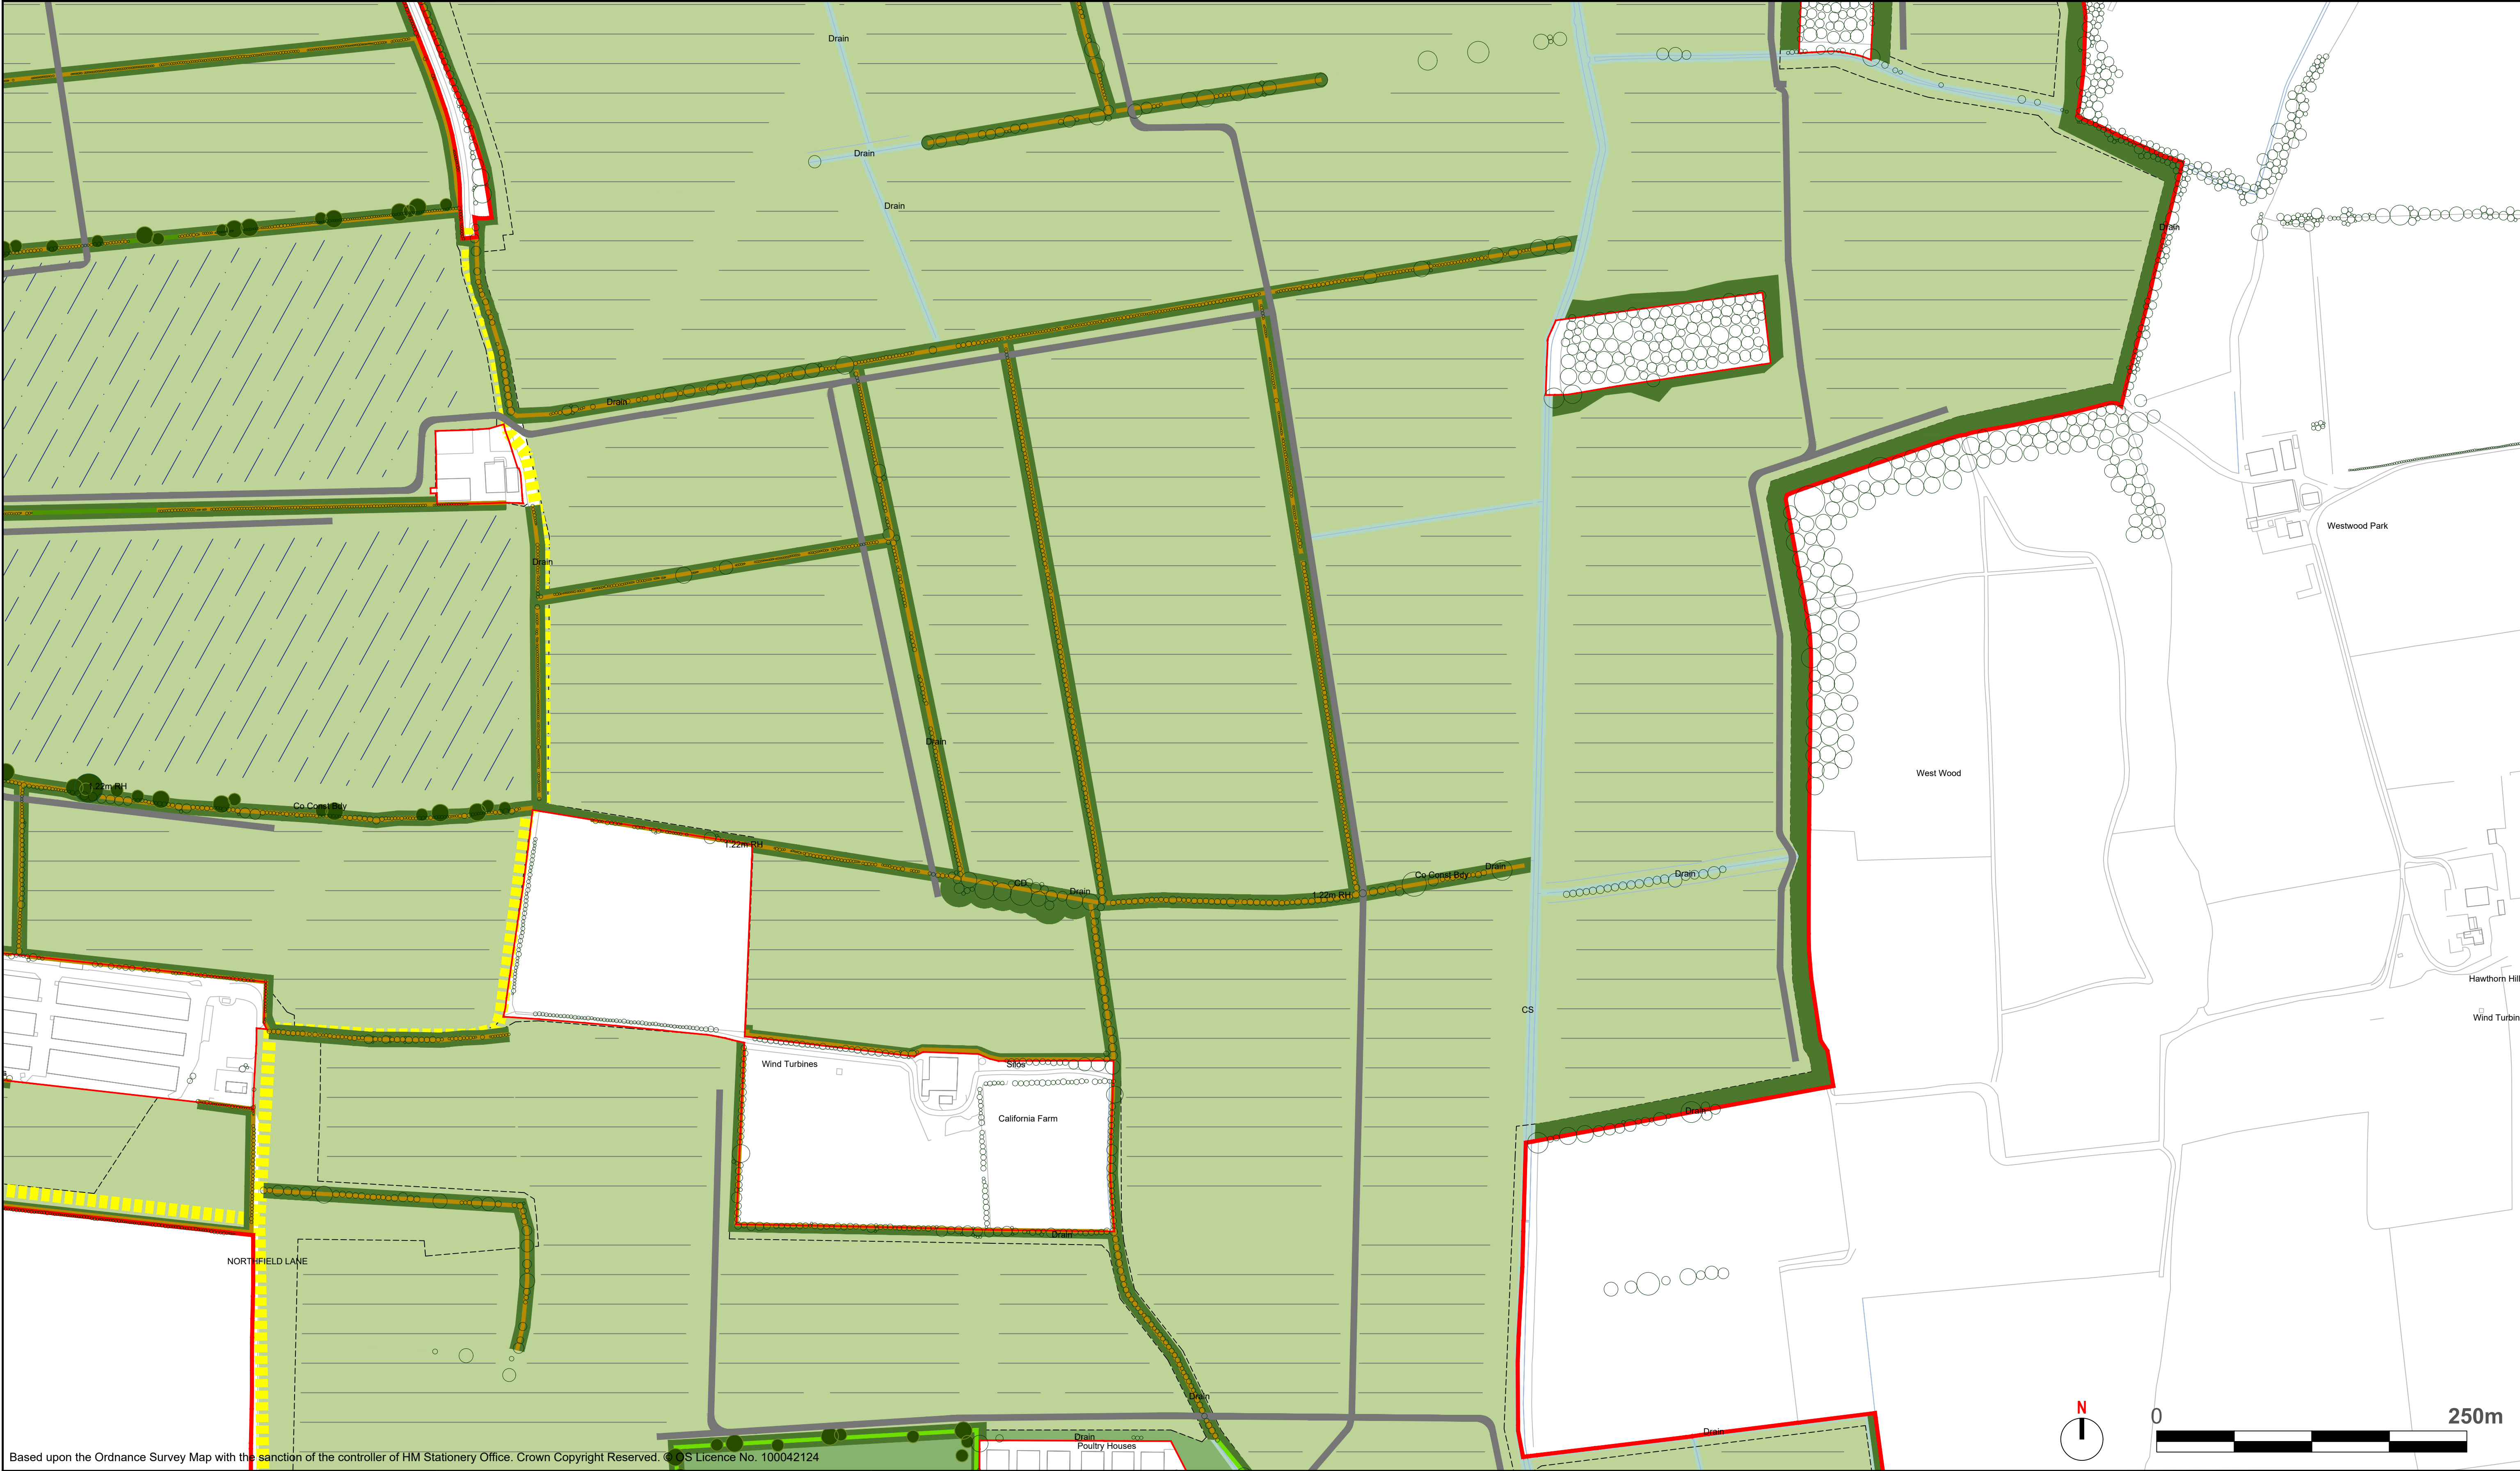 Drain
Drain
Drain
Drain
Drain
Westwood Park
Drain
Drain
West Wood
1.22m RH
Co Const Bdy
1.22m RH
Drain
Co Const Bdy
Drain
CD
Drain
1.22m RH
Hawthorn Hill
CS
Wind Turbin
Wind Turbines
Silos
California Farm
Drain
Drain
NORTHFIELD LANE
Drain
N
0
250m
Drain
Drain
Poultry Houses
Based upon the Ordnance Survey Map with the sanction of the controller of HM Stationery Office. Crown Copyright Reserved. © OS Licence No. 100042124